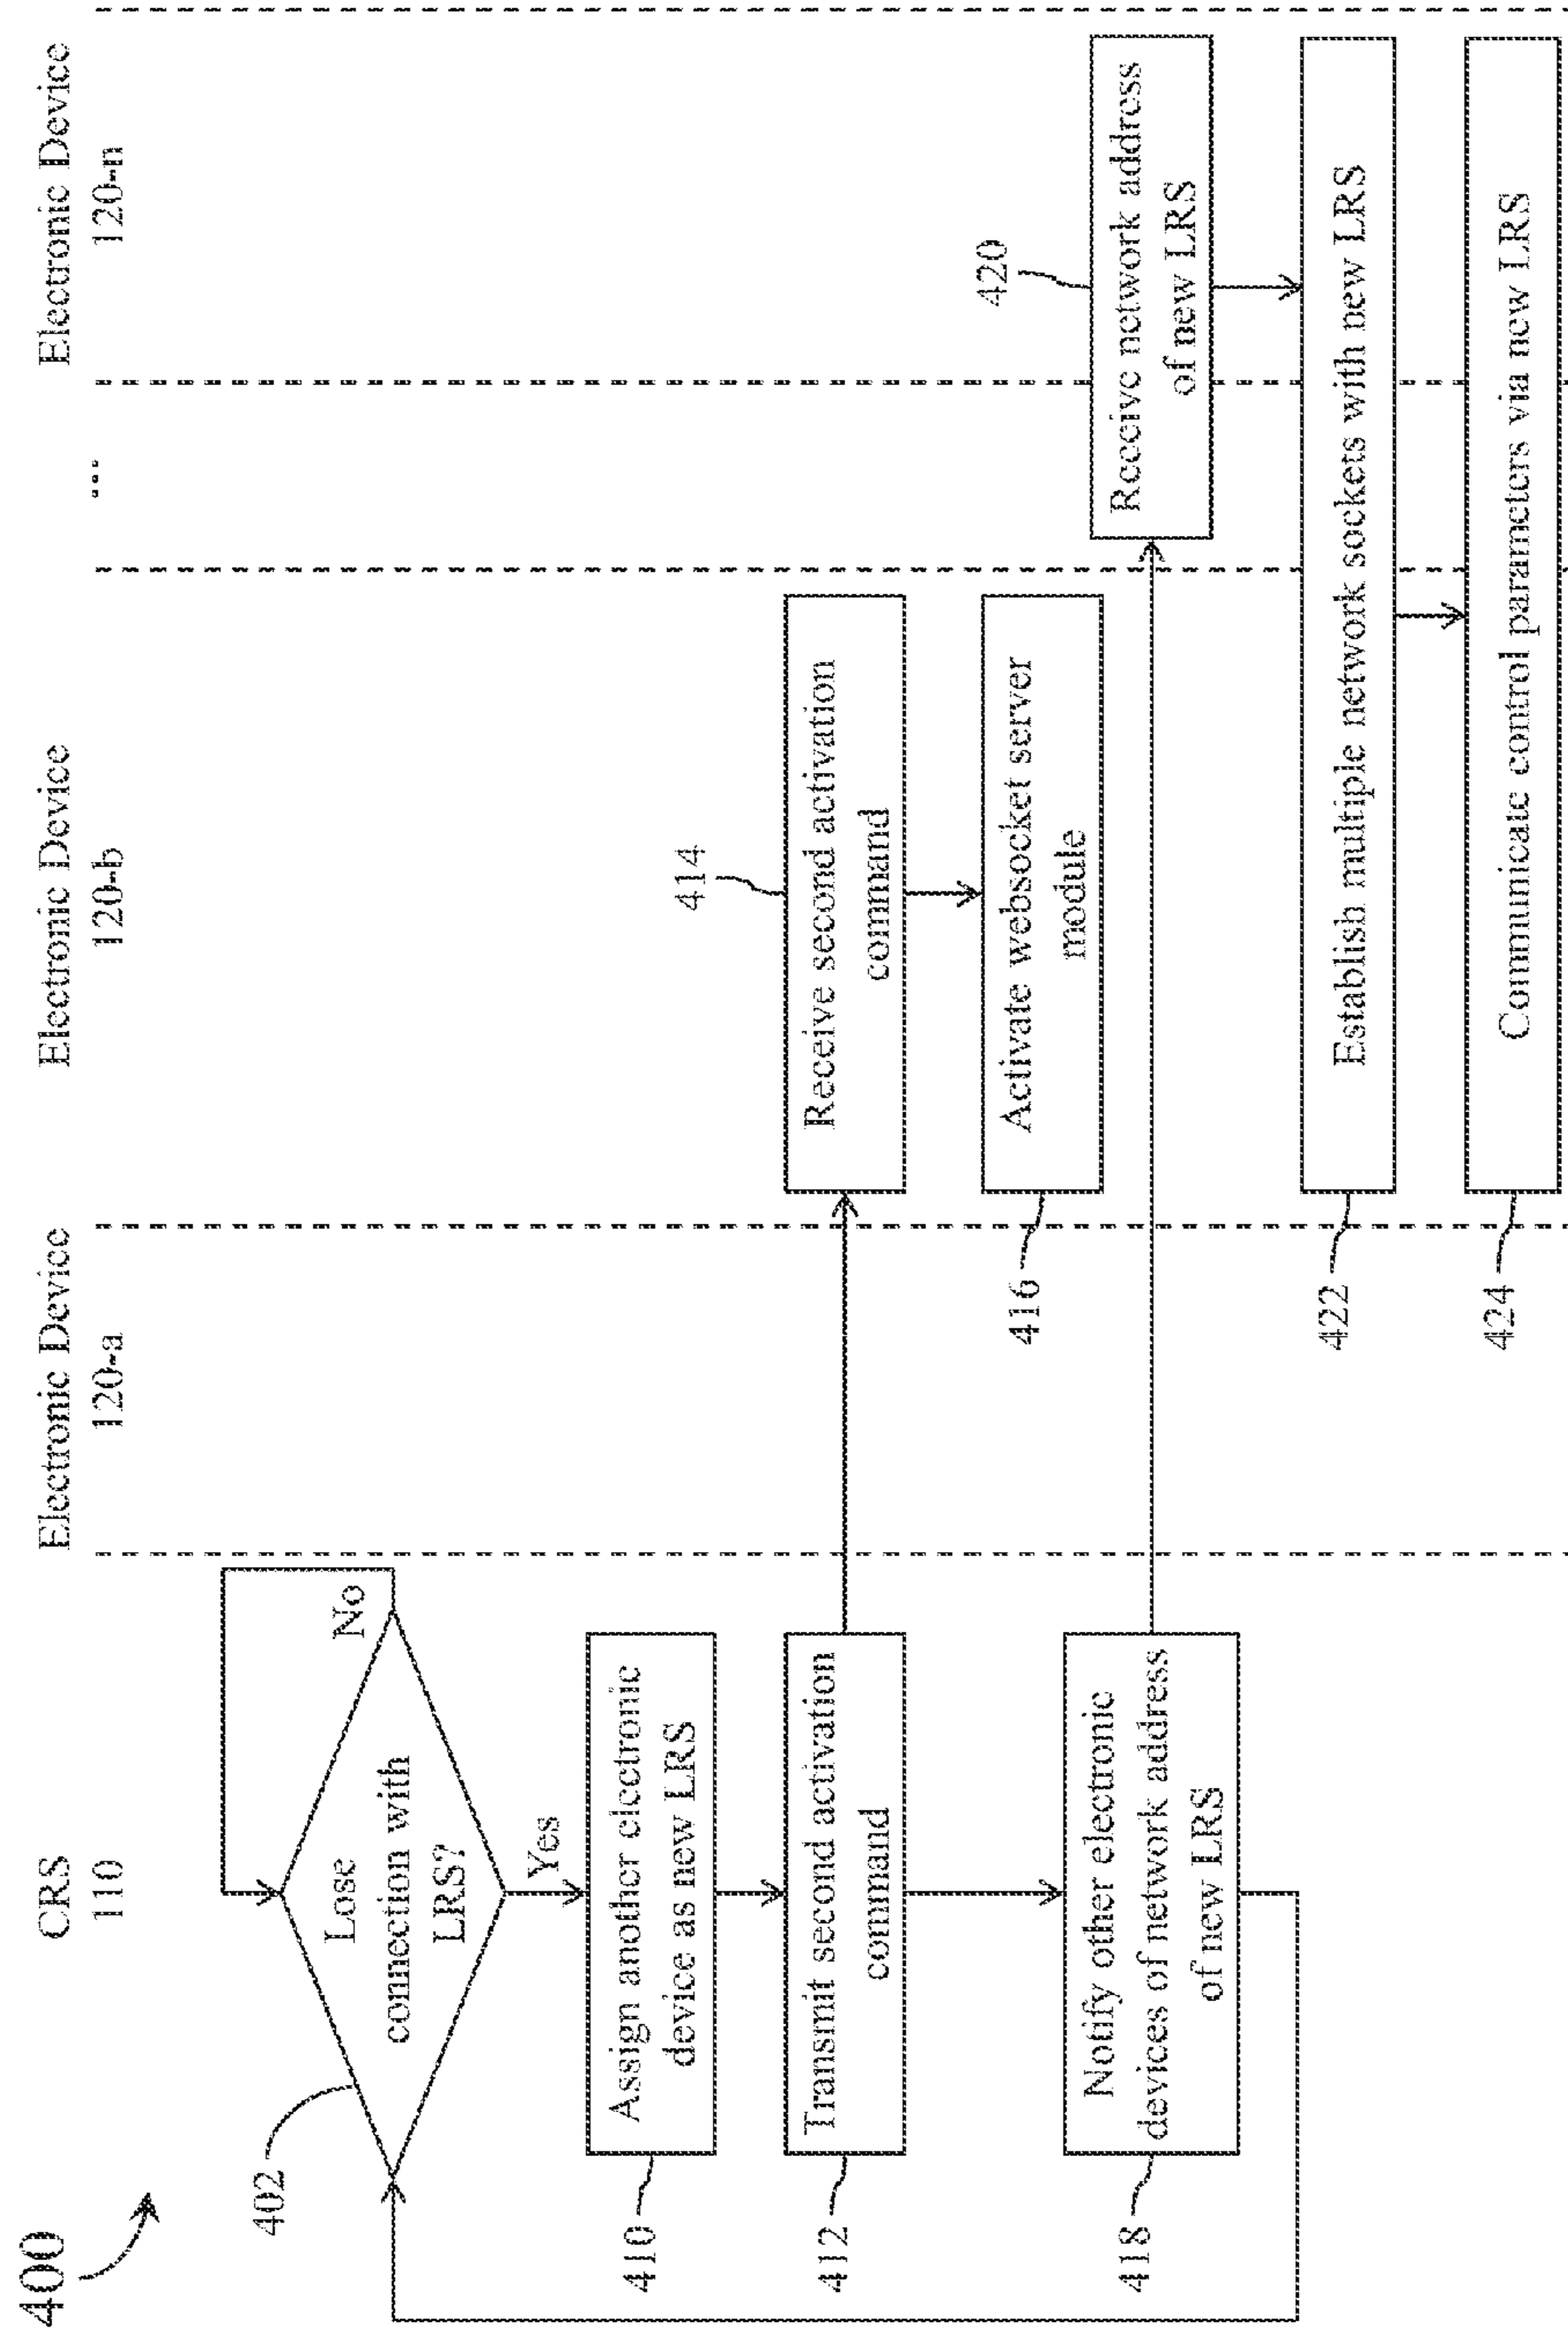 400
CRS
110
Electronic Device
120-a
Electronic Device
120-b
...
Electronic Device
120-n
402
Lose
connection with
LRS?
No
Yes
410
Assign another electronic
device as new LRS
412
Transmit second activation
command
414
Receive second activation
command
416
Activate websocket server
module
418
Notify other electronic
devices of network address
of new LRS
420
Receive network address
of new LRS
422
Establish multiple network sockets with new LRS
424
Communicate control parameters via new LRS